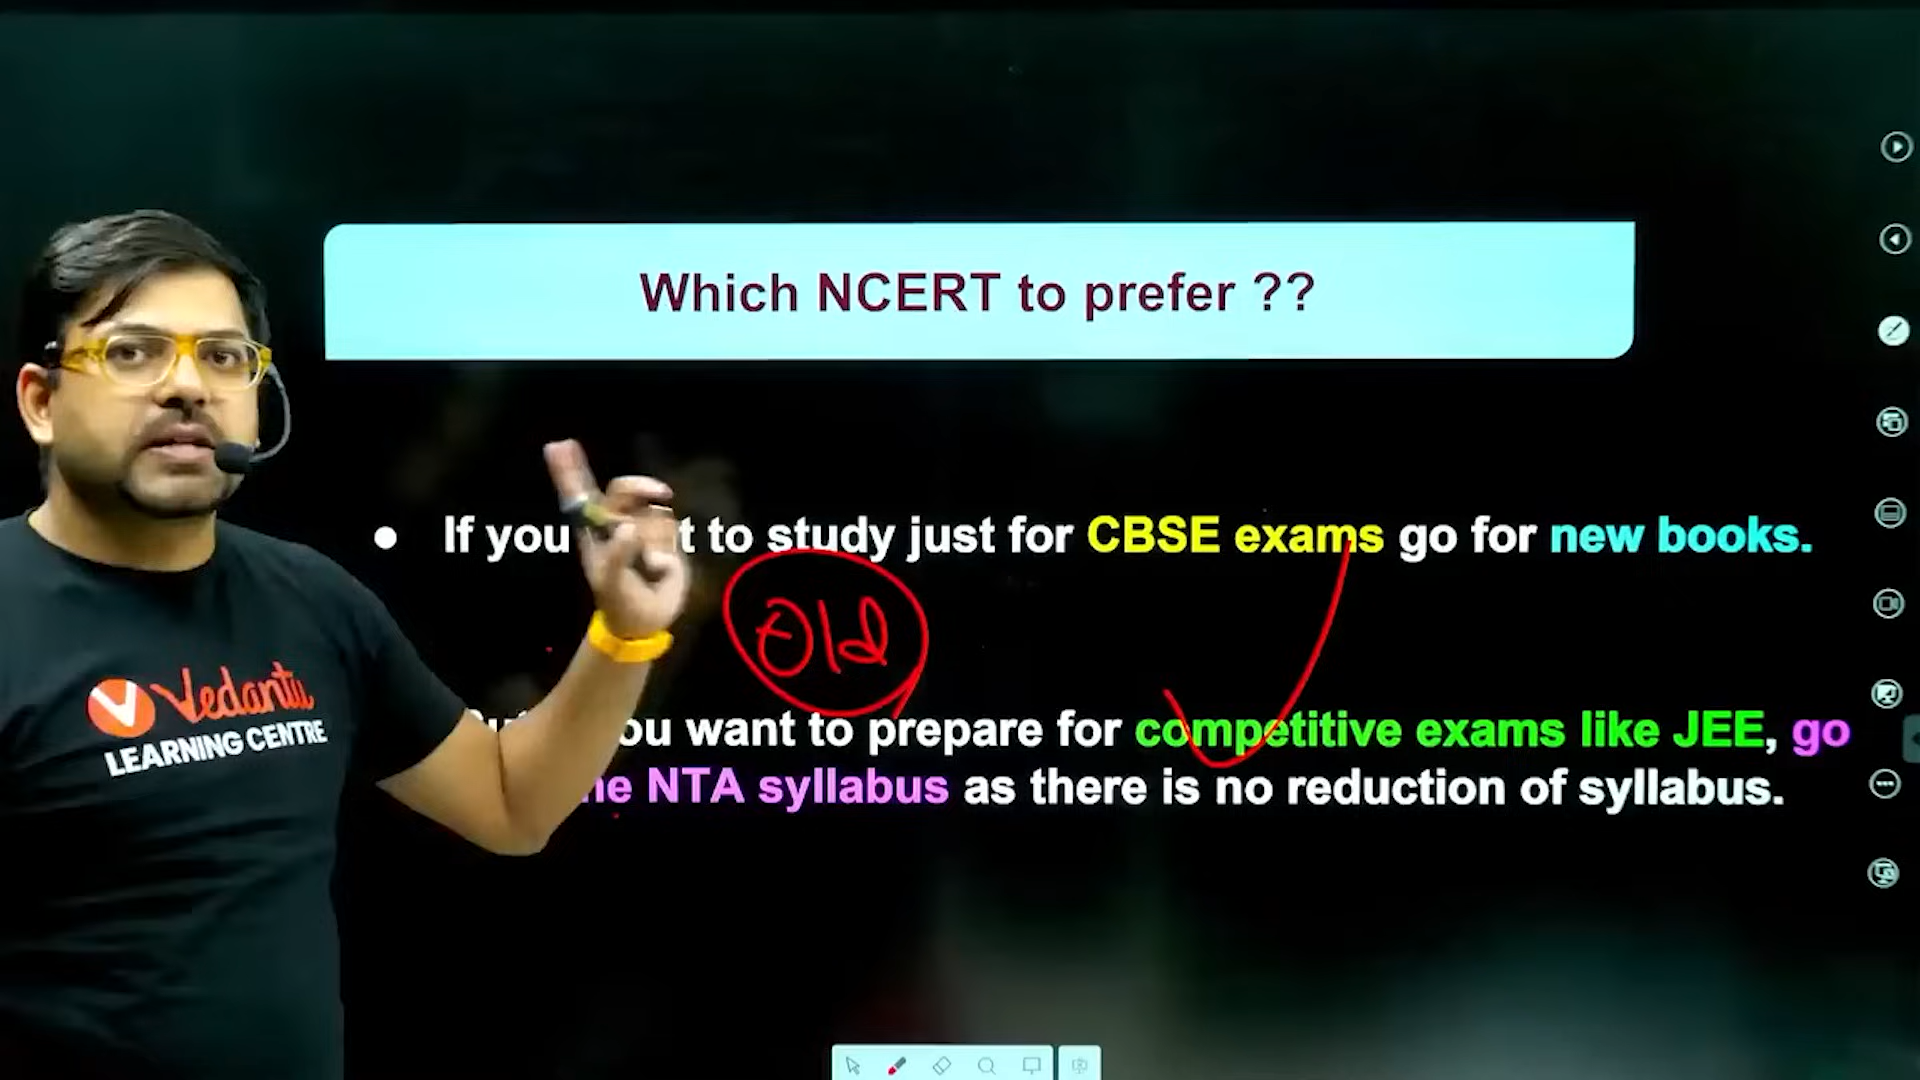 Which NCERT to prefer ??
If you to study just for CBSE exams go for new books.
Old
want to prepare for competitive exams like JEE, go
NTA syllabus as there is no reduction of syllabus.
Vedantu
LEARNING CENTRE